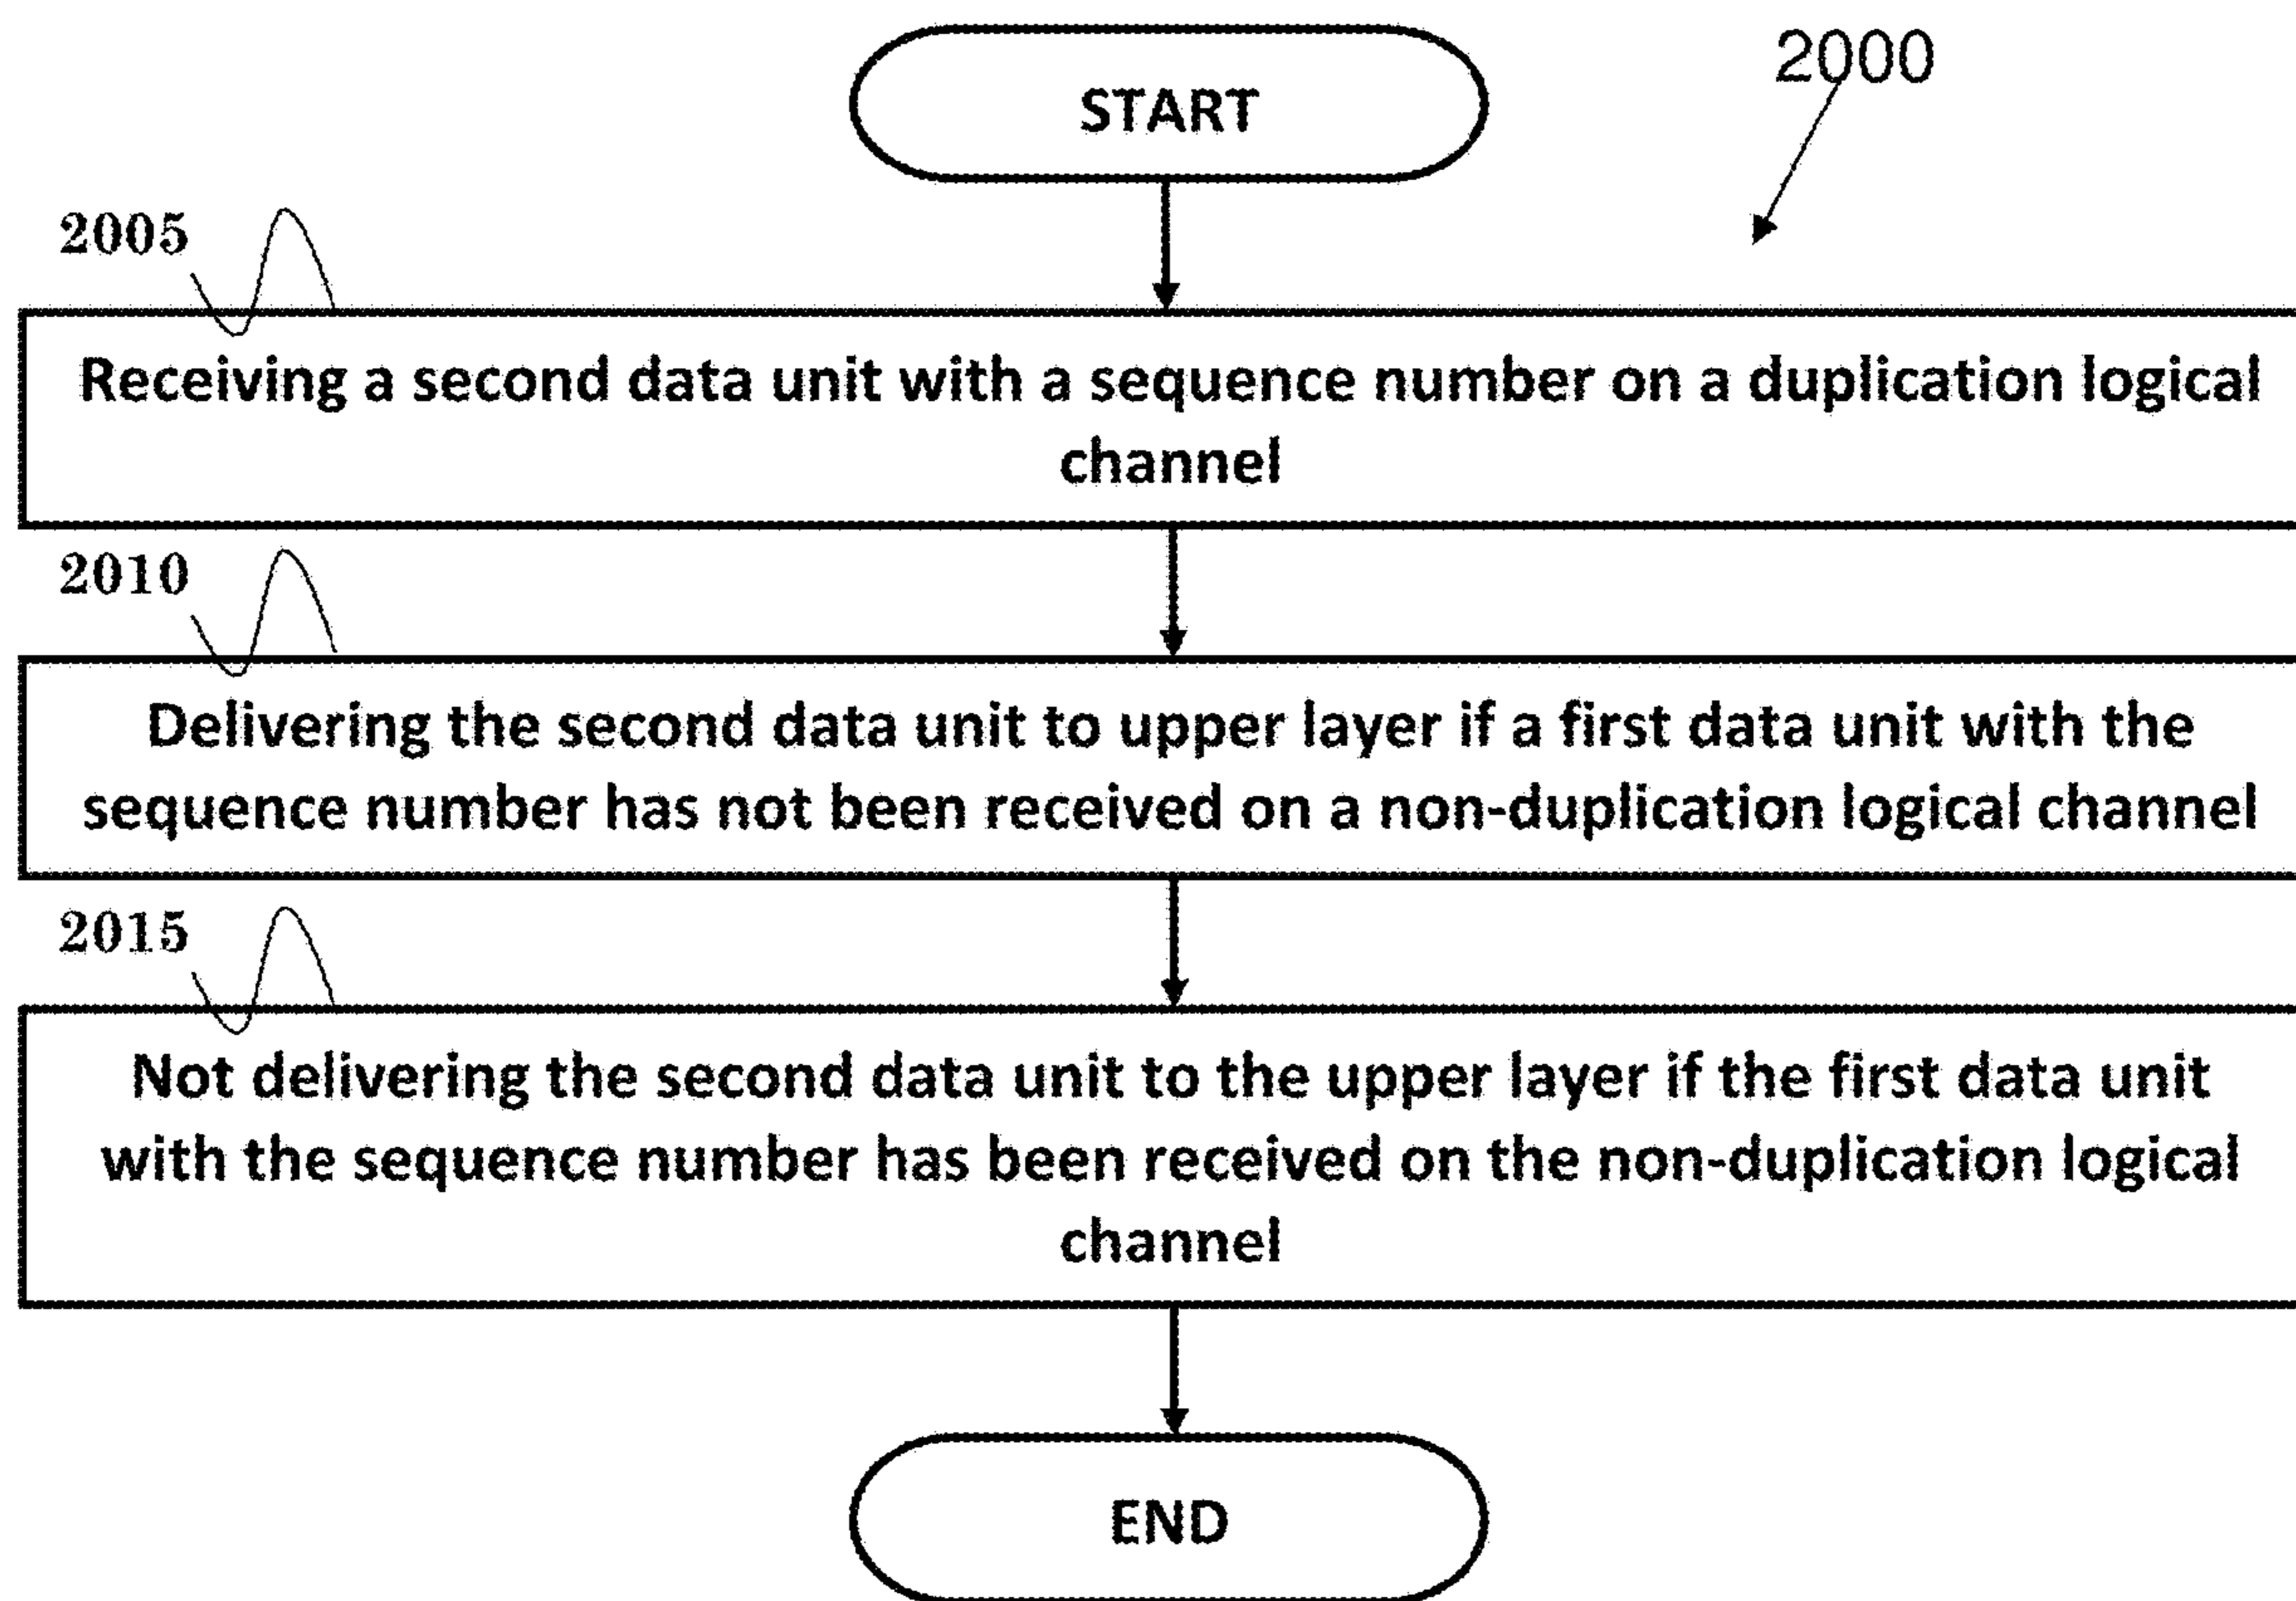 START
2000
2005
Receiving a second data unit with a sequence number on a duplication logical
channel
2010
Delivering the second data unit to upper layer if a first data unit with the
sequence number has not been received on a non-duplication logical channel
2015
Not delivering the second data unit to the upper layer if the first data unit
with the sequence number has been received on the non-duplication logical
channel
END